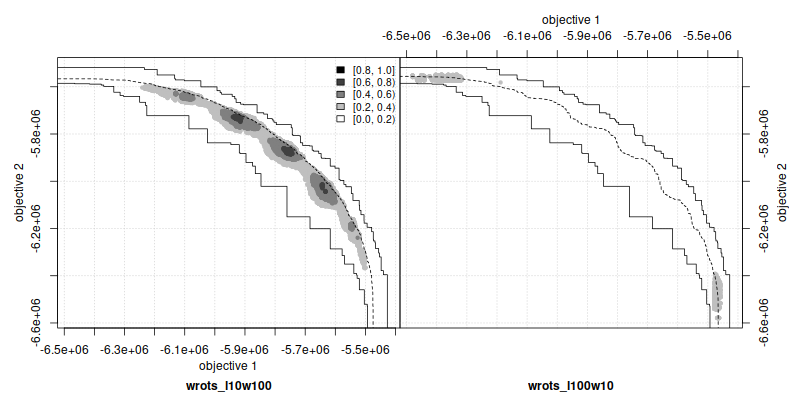 objective 1
-6.5e+06 -6.3e+06 -6.1e+06 -5.9e+06 -5.7e+06 -5.5e+06
[0.8, 1.0]
[0.6, 0.8)
[0.4, 0.6)
[0.2, 0.4)
[0.0, 0.2)
objective 2
-5.8e+06
-6.2e+06
-6.6e+06
-5.8e+06
-6.2e+06
-6.6e+06
objective 2
-6.5e+06 -6.3e+06 -6.1e+06 -5.9e+06 -5.7e+06 -5.5e+06
objective 1
wrots_l10w100
wrots_l100w10